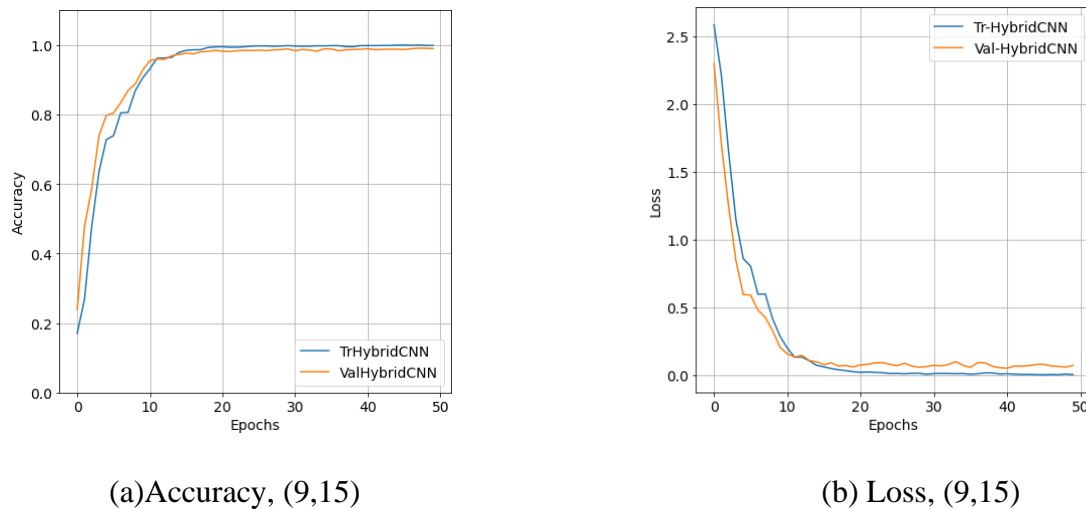 1.0
0.8
0.6
0.4
0.2
0.0
Accuracy
TrHybridCNN
ValHybridCNN
0 10 20 30 40 50
Epochs
(a)Accuracy, (9,15)
2.5
2.0
1.5
1.0
0.5
0.0
Loss
Tr-HybridCNN
Val-HybridCNN
0 10 20 30 40 50
Epochs
(b) Loss, (9,15)